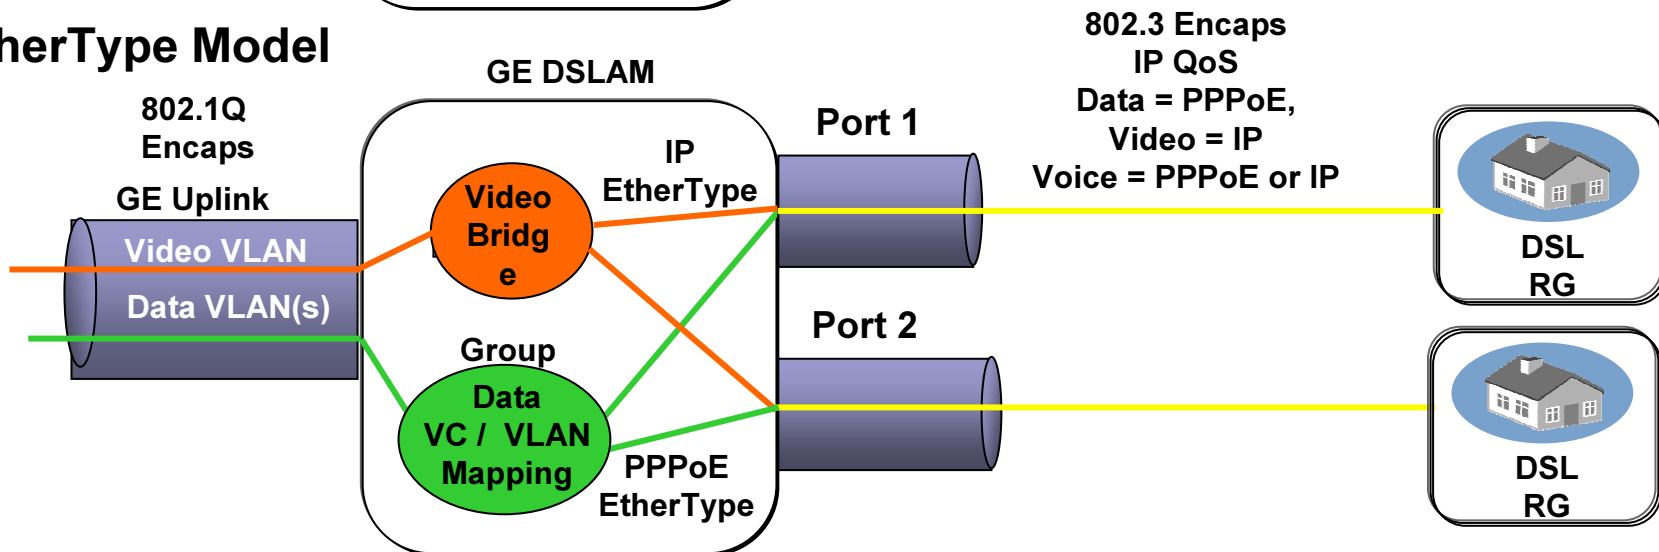 herType Model
802.1Q
Encaps
GE Uplink
Video VLAN
Data VLAN(s)
GE DSLAM
Video
Bridg
e
IP
EtherType
Group
Data
VC / VLAN
Mapping
PPPoE
EtherType
Port 1
Port 2
802.3 Encaps
IP QoS
Data = PPPoE,
Video = IP
Voice = PPPoE or IP
DSL
RG
DSL
RG